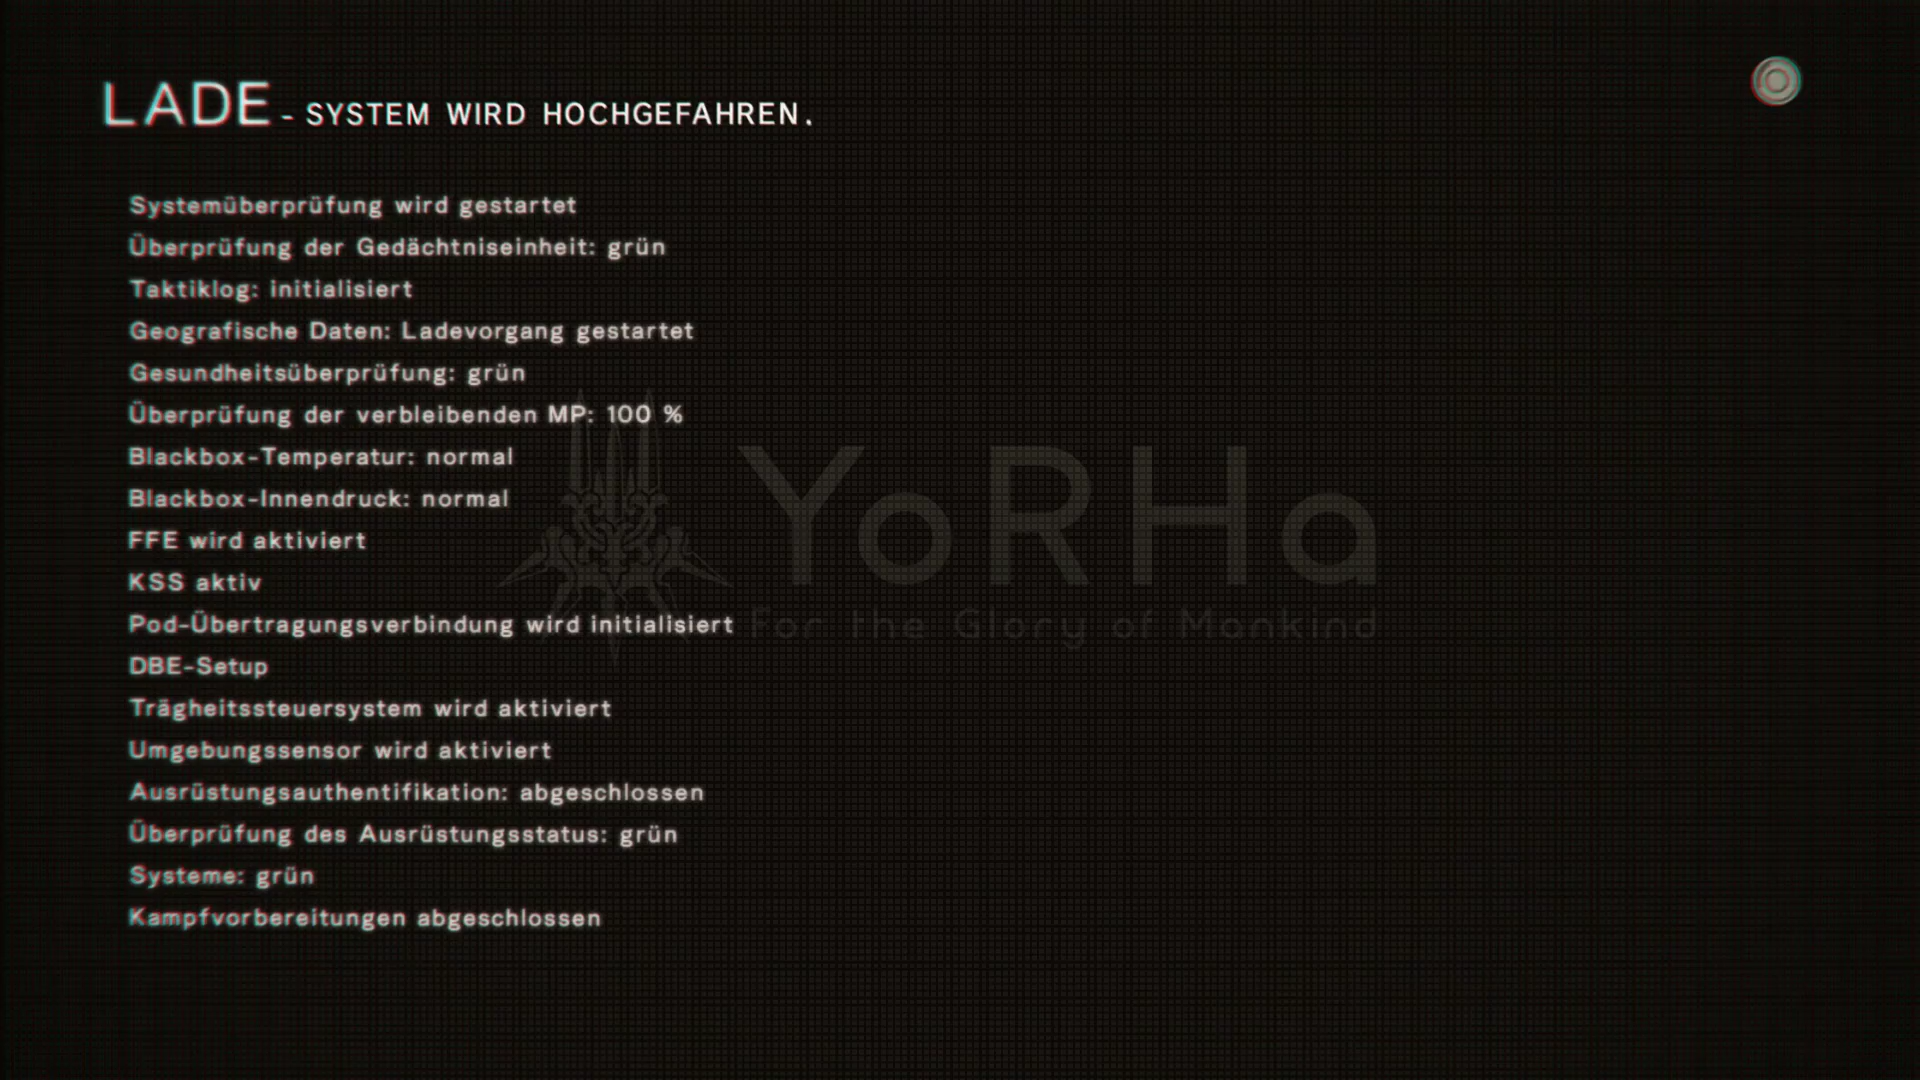 LADE - SYSTEM WIRD HOCHGEFAHREN.
Systemüberprüfung wird gestartet
Überprüfung der Gedächtniseinheit: grün
Taktiklog: initialisiert
Geografische Daten: Ladevorgang gestartet
Gesundheitsüberprüfung: grün
Überprüfung der verbleibenden MP: 100 %
Blackbox-Temperatur: normal
Blackbox-Innendruck: normal
FFE wird aktiviert
KSS aktiv
Pod-Übertragungsverbindung wird initialisiert
DBE-Setup
Trägheitssteuersystem wird aktiviert
Umgebungssensor wird aktiviert
Ausrüstungsauthentifikation: abgeschlossen
Überprüfung des Ausrüstungsstatus: grün
Systeme: grün
Kampfvorbereitungen abgeschlossen
YoRHa
For the Glory of Mankind